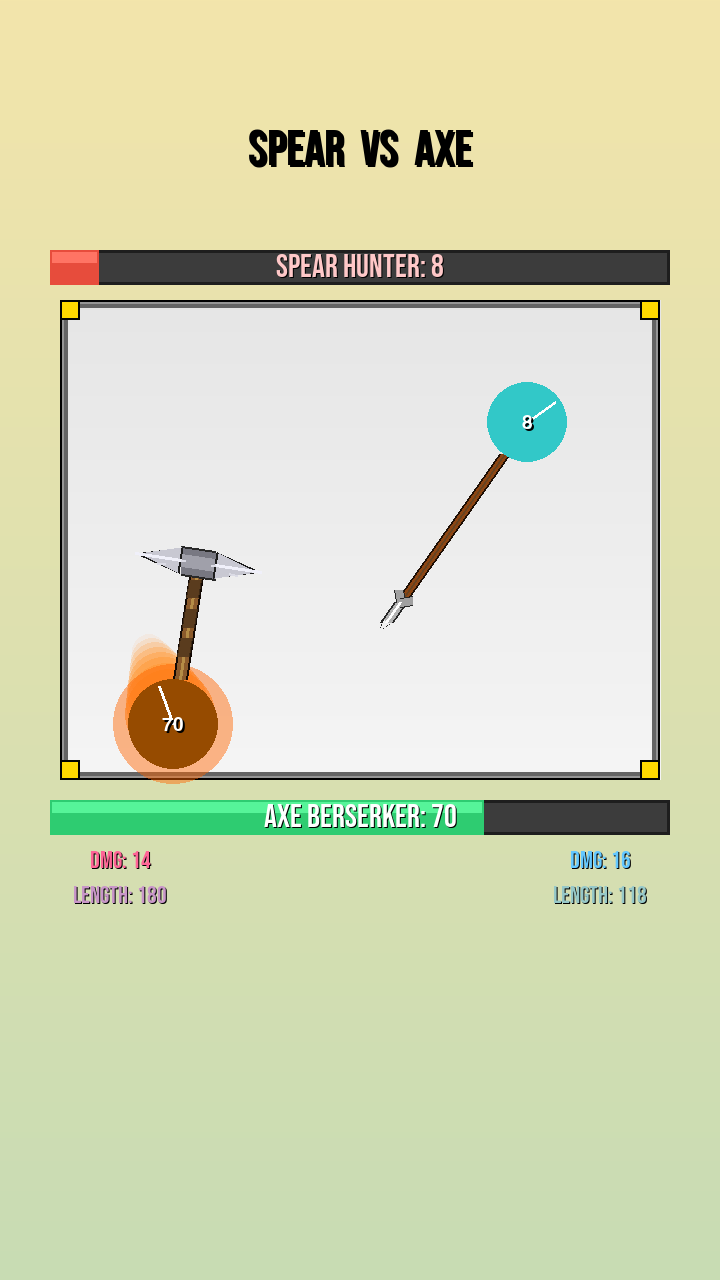 SPEAR VS AXE
SPEAR HUNTER: 8
8
70
AXE BERSERKER: 70
DMG: 14
DMG: 16
LENGTH: 180
LENGTH: 118